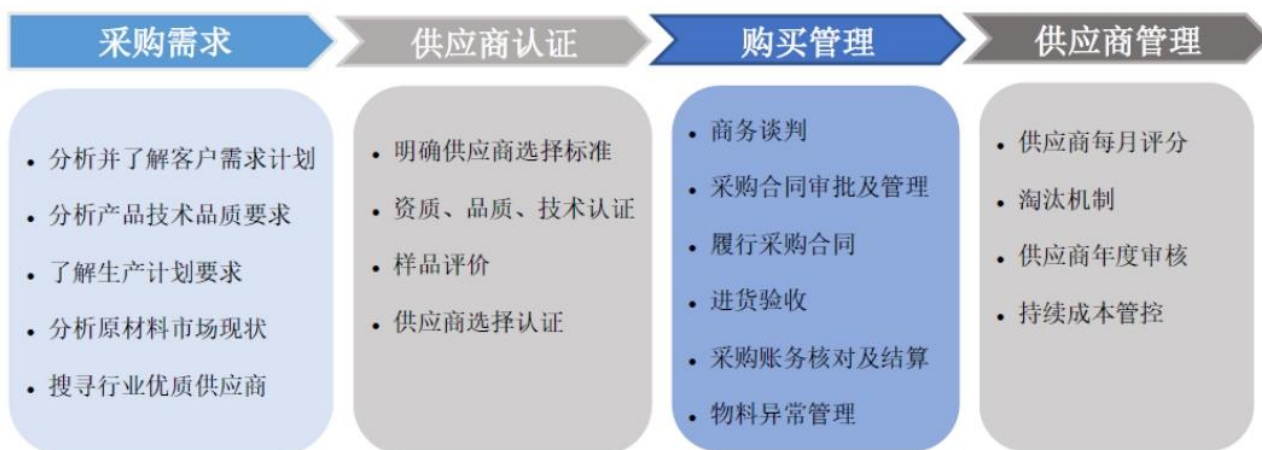 采购需求
供应商认证
购买管理
供应商管理
• 分析并了解客户需求计划
• 分析产品技术品质要求
• 了解生产计划要求
• 分析原材料市场现状
• 搜寻行业优质供应商
• 明确供应商选择标准
• 资质、品质、技术认证
• 样品评价
• 供应商选择认证
• 商务谈判
• 采购合同审批及管理
• 履行采购合同
• 进货验收
• 采购账务核对及结算
• 物料异常管理
• 供应商每月评分
• 淘汰机制
• 供应商年度审核
• 持续成本管控